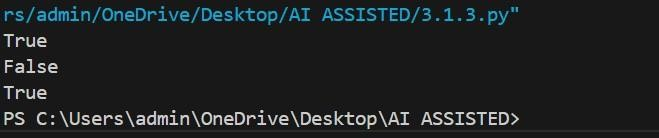 rs/admin/OneDrive/Desktop/AI ASSISTED/3.1.3.py"
True
False
True
PS C:\Users\admin\OneDrive\Desktop\AI ASSISTED>